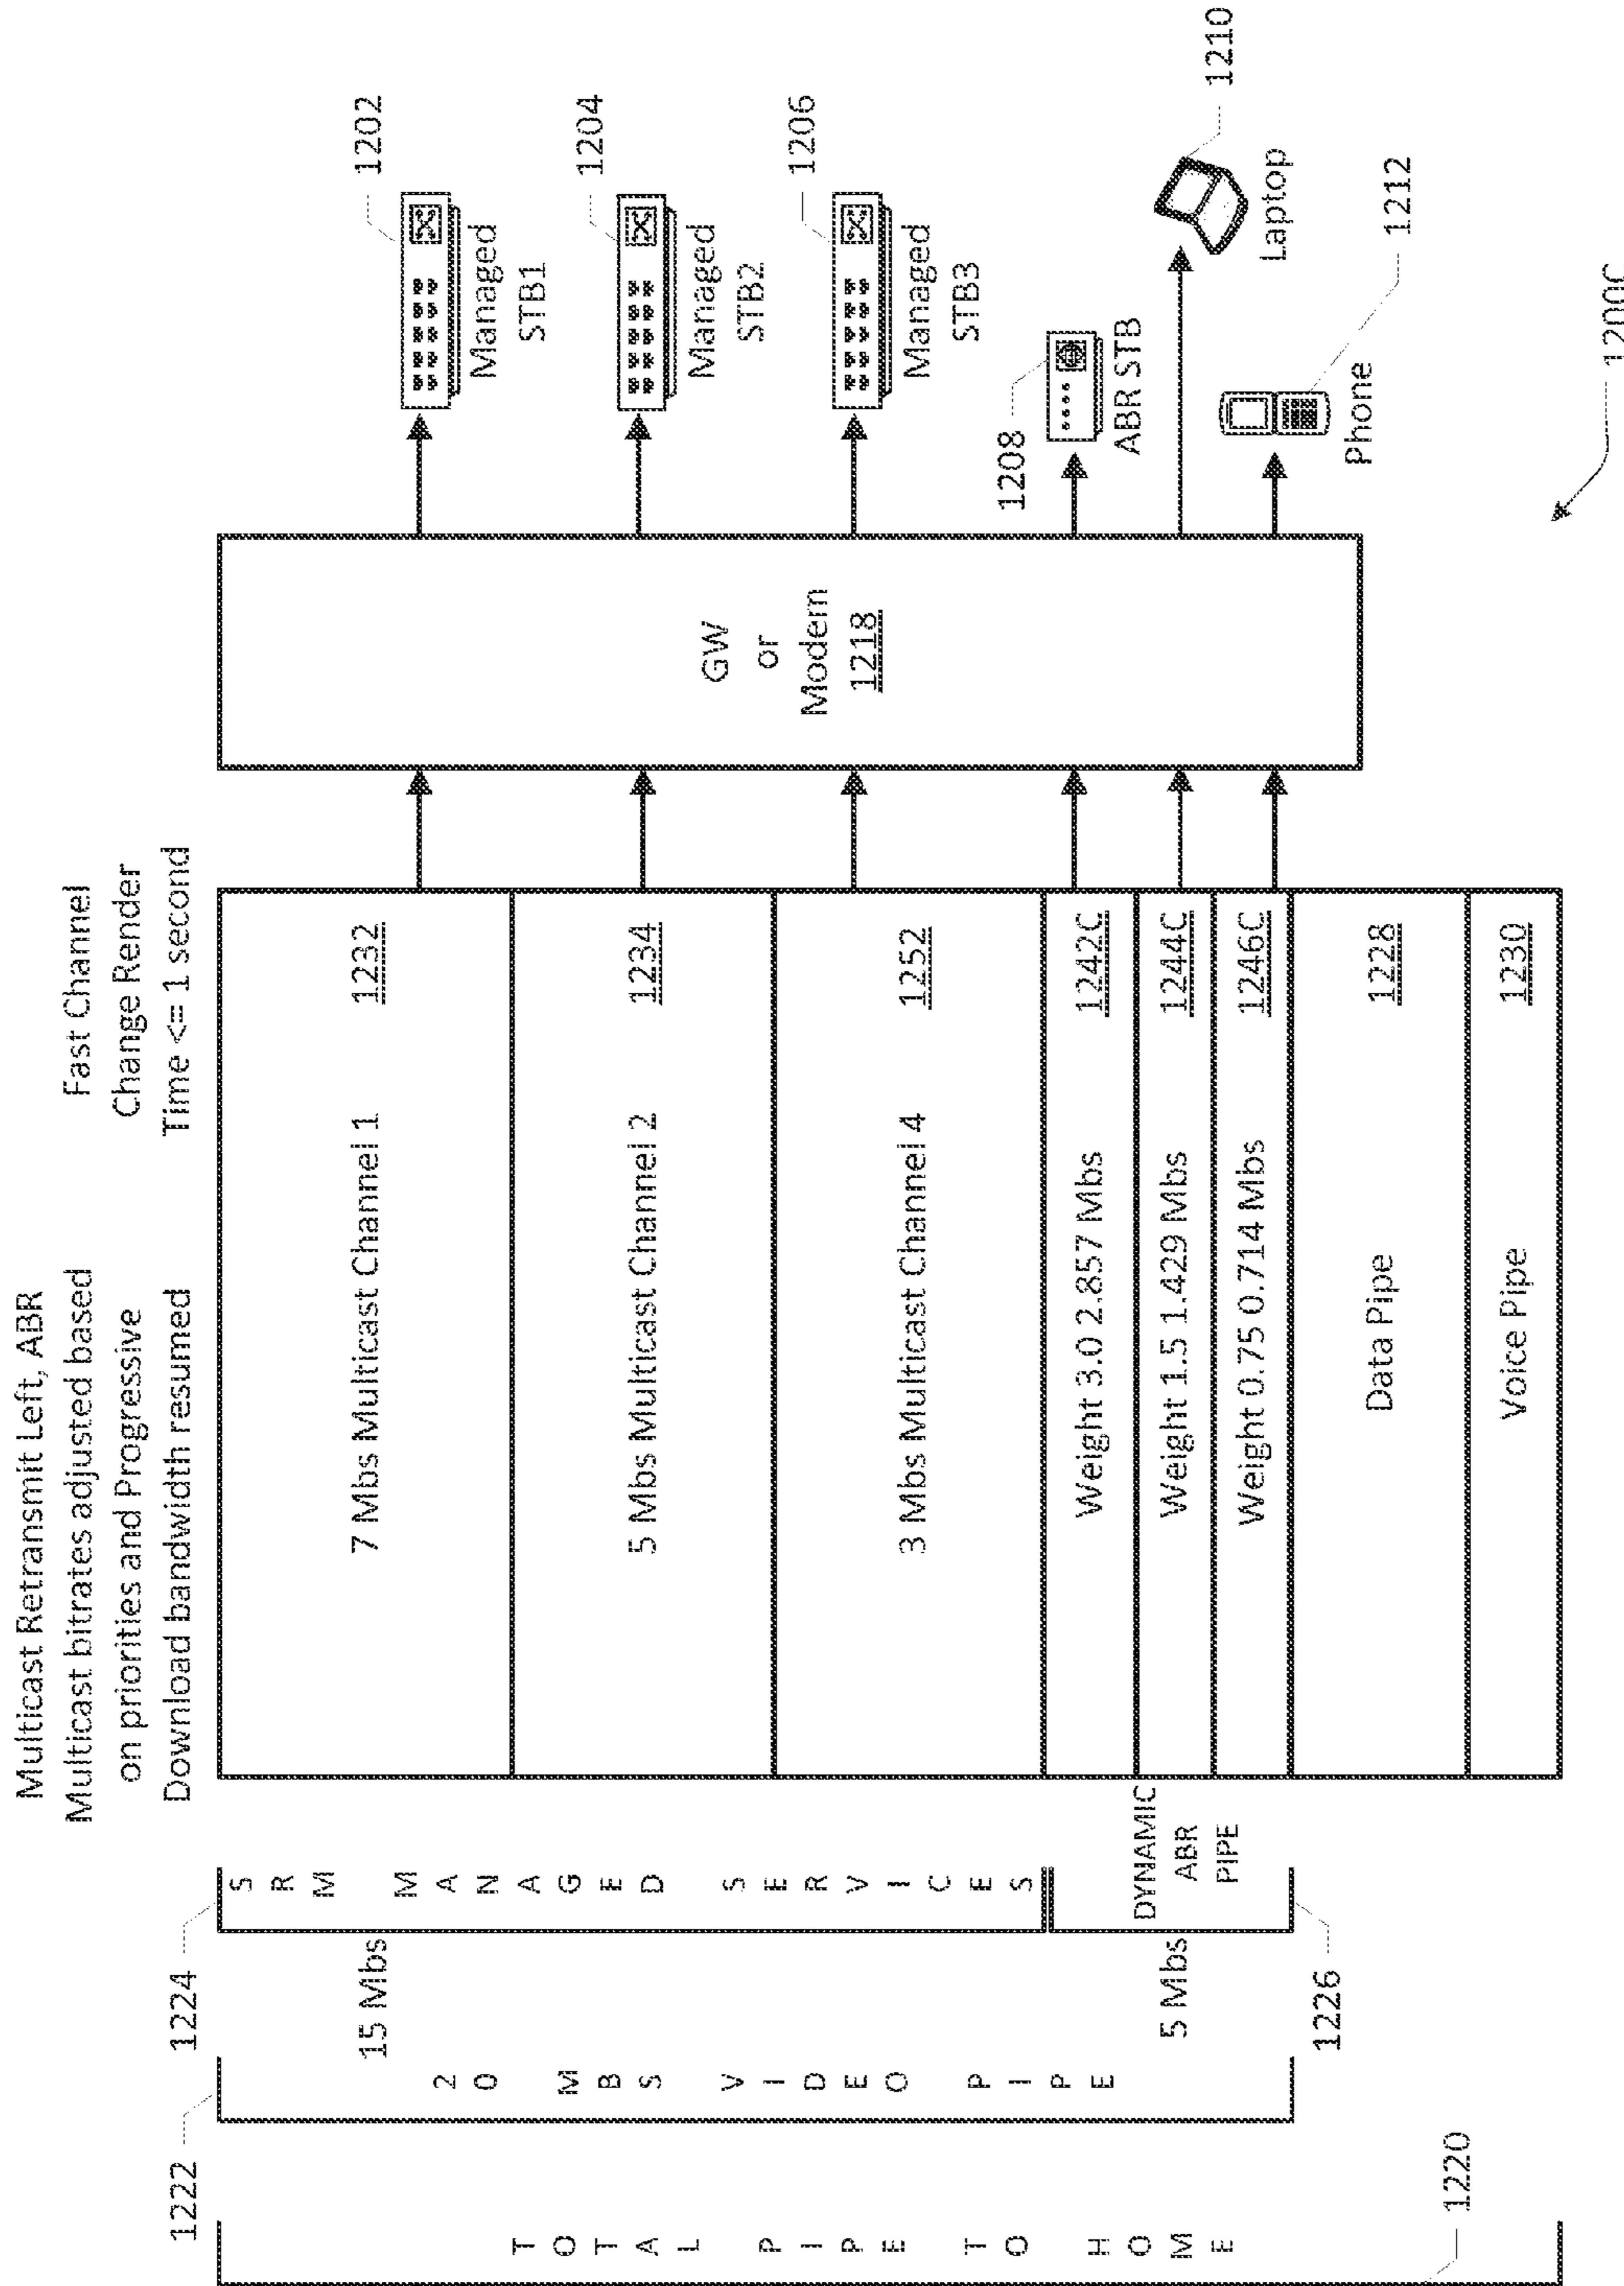 Multicast Retransmit Left, ABR
Multicast bitrates adjusted based
on priorities and Progressive
Download bandwidth resumed
Fast Channel
Change Render
Time <= 1 second
1222
1224
TOTAL PIPE TO HOME
20 MBS VIDEO PIPE
15 Mbs
SRM MANAGED SERVICES
5 Mbs
DYNAMIC
ABR
PIPE
1226
1220
7 Mbs Multicast Channel 1 1232
5 Mbs Multicast Channel 2 1234
3 Mbs Multicast Channel 4 1252
Weight 3.0 2.857 Mbs 1242C
Weight 1.5 1.429 Mbs 1244C
Weight 0.75 0.714 Mbs 1246C
Data Pipe 1228
Voice Pipe 1230
GW
or
Modem
1218
1202
Managed
STB1
1204
Managed
STB2
1206
Managed
STB3
1208
ABR STB
1210
Laptop
1212
Phone
1200C